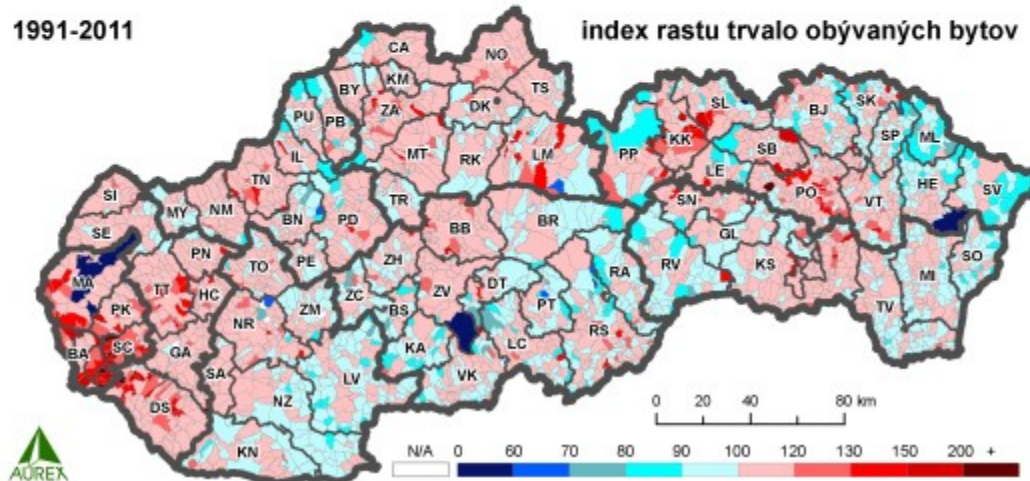 1991-2011
index rastu trvalo obývaných bytov
CA
NO
KM
TS
BY
DK
ZA
PU
PB
SL
BJ
SK
KK
SP
ML
IL
MT
RK
LM
PP
SB
LE
HE
TN
SV
SI
TR
SN
PO
VT
MY
NM
BN
PD
BB
BR
GL
SE
SO
PN
TO
PE
ZH
RV
KS
MI
MA
TT
HC
ZC
DT
RA
PK
ZM
BS
ZV
PT
TV
NR
RS
BA
SC
GA
KA
LC
SA
LV
VK
DS
NZ
KN
0 20 40 60 80 km
AUREX
N/A 0 60 70 80 90 100 120 130 150 200 +